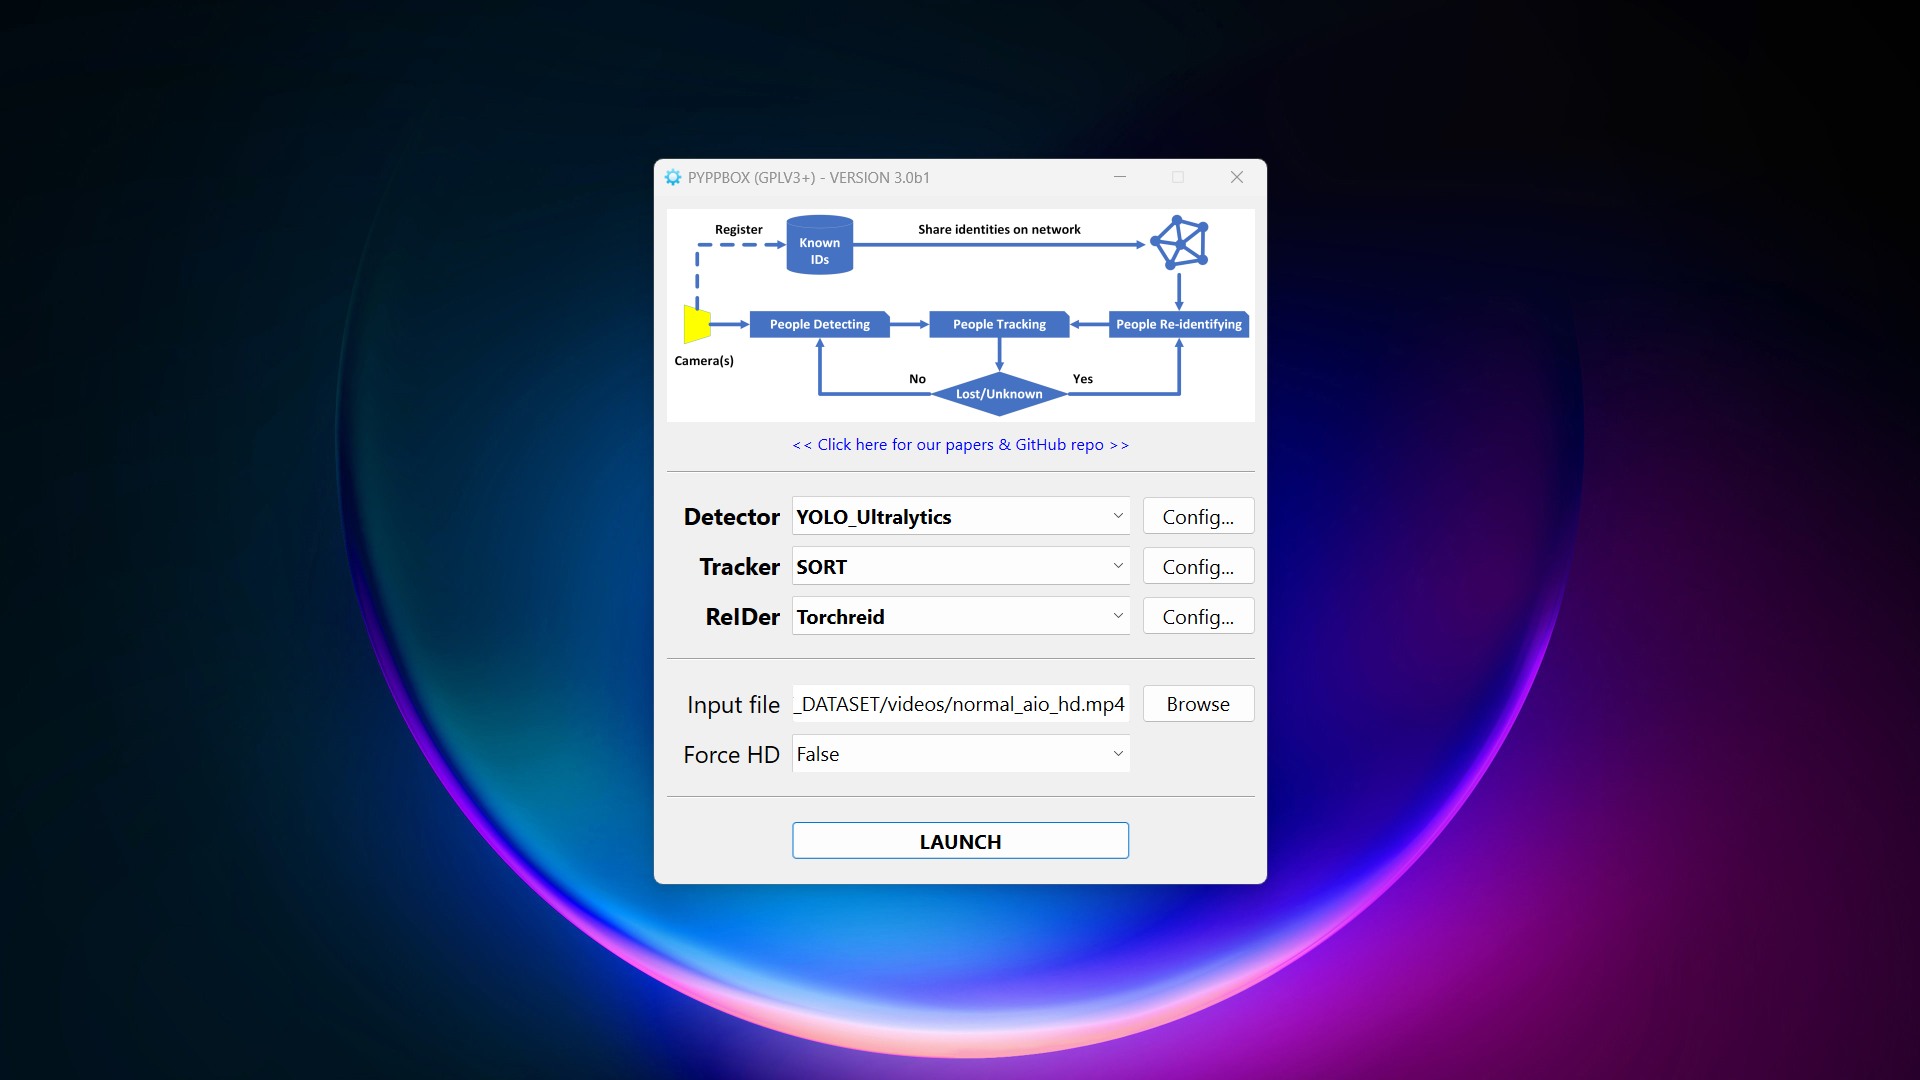 PYPPBOX (GPLV3+) - VERSION 3.0b1
Register
Known
IDs
Share identities on network
People Detecting
People Tracking
People Re-identifying
Camera(s)
No
Yes
Lost/Unknown
<< Click here for our papers & GitHub repo >>
Detector YOLO_Ultralytics Config...
Tracker SORT Config...
ReIDer Torchreid Config...
Input file _DATASET/videos/normal_aio_hd.mp4 Browse
Force HD False
LAUNCH